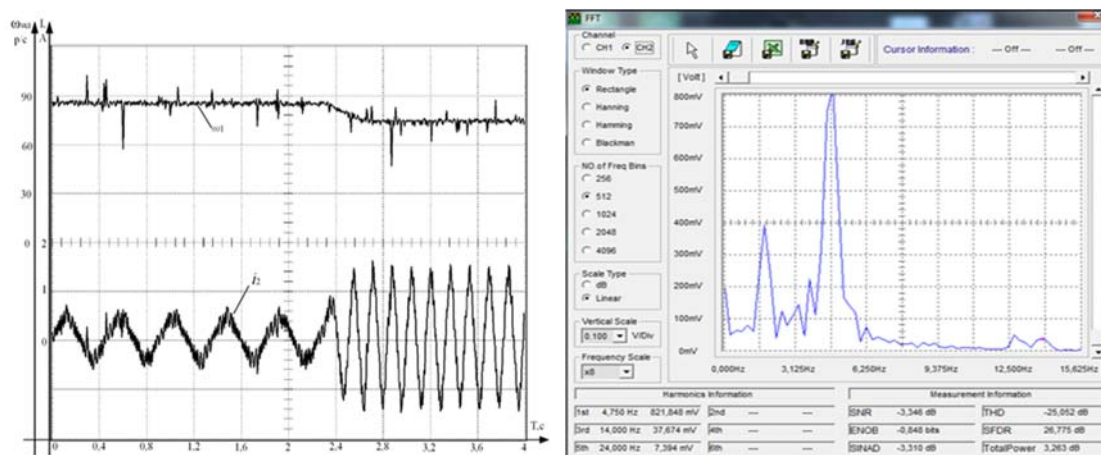 р/с А
90
60
30
0 2
1
0
i2
T,c
0 0,4 0,8 1,2 1,6 2 2,4 2,8 3,2 3,6 4
FFT
Channel
CH1 CH2
Window Type
Rectangle
Hanning
Hamming
Blackman
NO.of Freq Bins
256
512
1024
2048
4096
Scale Type
dB
Linear
Vertical Scale
0.100 V/Div
Frequency Scale
x8
Cursor Information : --- Off --- --- Off ---
[ Volt ]
800mV
700mV
600mV
500mV
400mV
300mV
200mV
100mV
0mV
0,000Hz 3,125Hz 6,250Hz 9,375Hz 12,500Hz 15,625Hz
Harmonics Information
1st 4,750 Hz 821,848 mV 2nd --- ---
3rd 14,000 Hz 37,674 mV 4th --- ---
5th 24,000 Hz 7,394 mV 6th --- ---
Measurement Information
SNR -3,346 dB THD -25,052 dB
ENOB -0,848 bits SFDR 26,775 dB
SINAD -3,310 dB TotalPower 3,263 dB